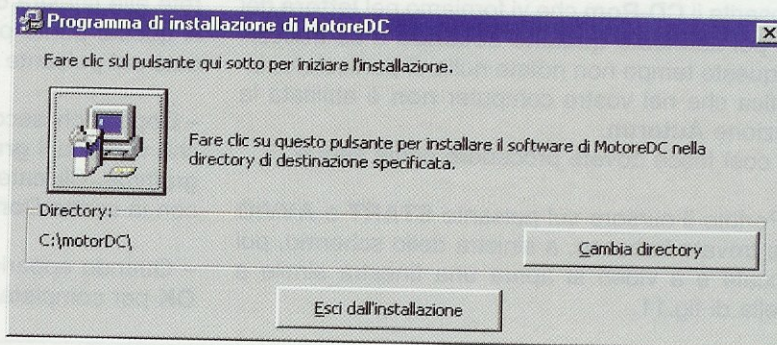 Programma di installazione di MotoreDC
Fare clic sul pulsante qui sotto per iniziare l'installazione.
Fare clic su questo pulsante per installare il software di MotoreDC nella
directory di destinazione specificata.
Directory:
C:\motorDC\
Cambia directory
Esci dall'installazione